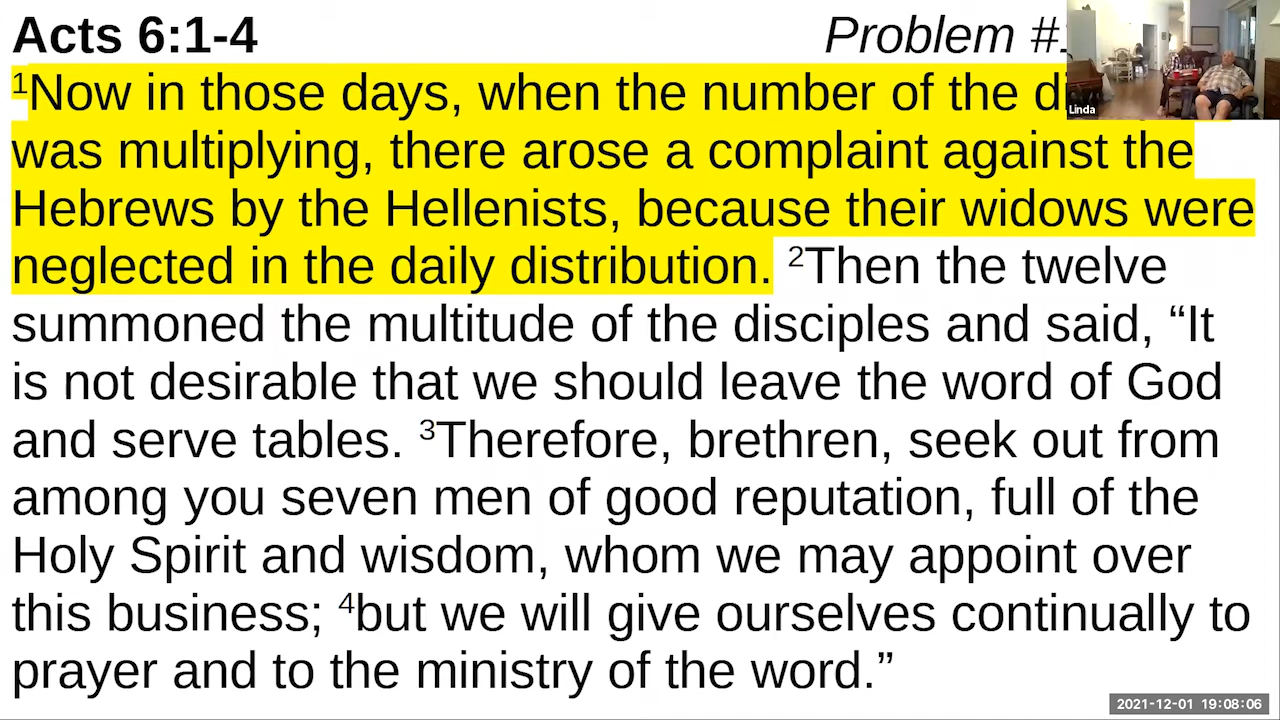 Acts 6:1-4 Problem #
Linda
1Now in those days, when the number of the
was multiplying, there arose a complaint against the
Hebrews by the Hellenists, because their widows were
neglected in the daily distribution. 2Then the twelve
summoned the multitude of the disciples and said, “It
is not desirable that we should leave the word of God
and serve tables. 3Therefore, brethren, seek out from
among you seven men of good reputation, full of the
Holy Spirit and wisdom, whom we may appoint over
this business; 4but we will give ourselves continually to
prayer and to the ministry of the word.”
2021-12-01 19:08:06